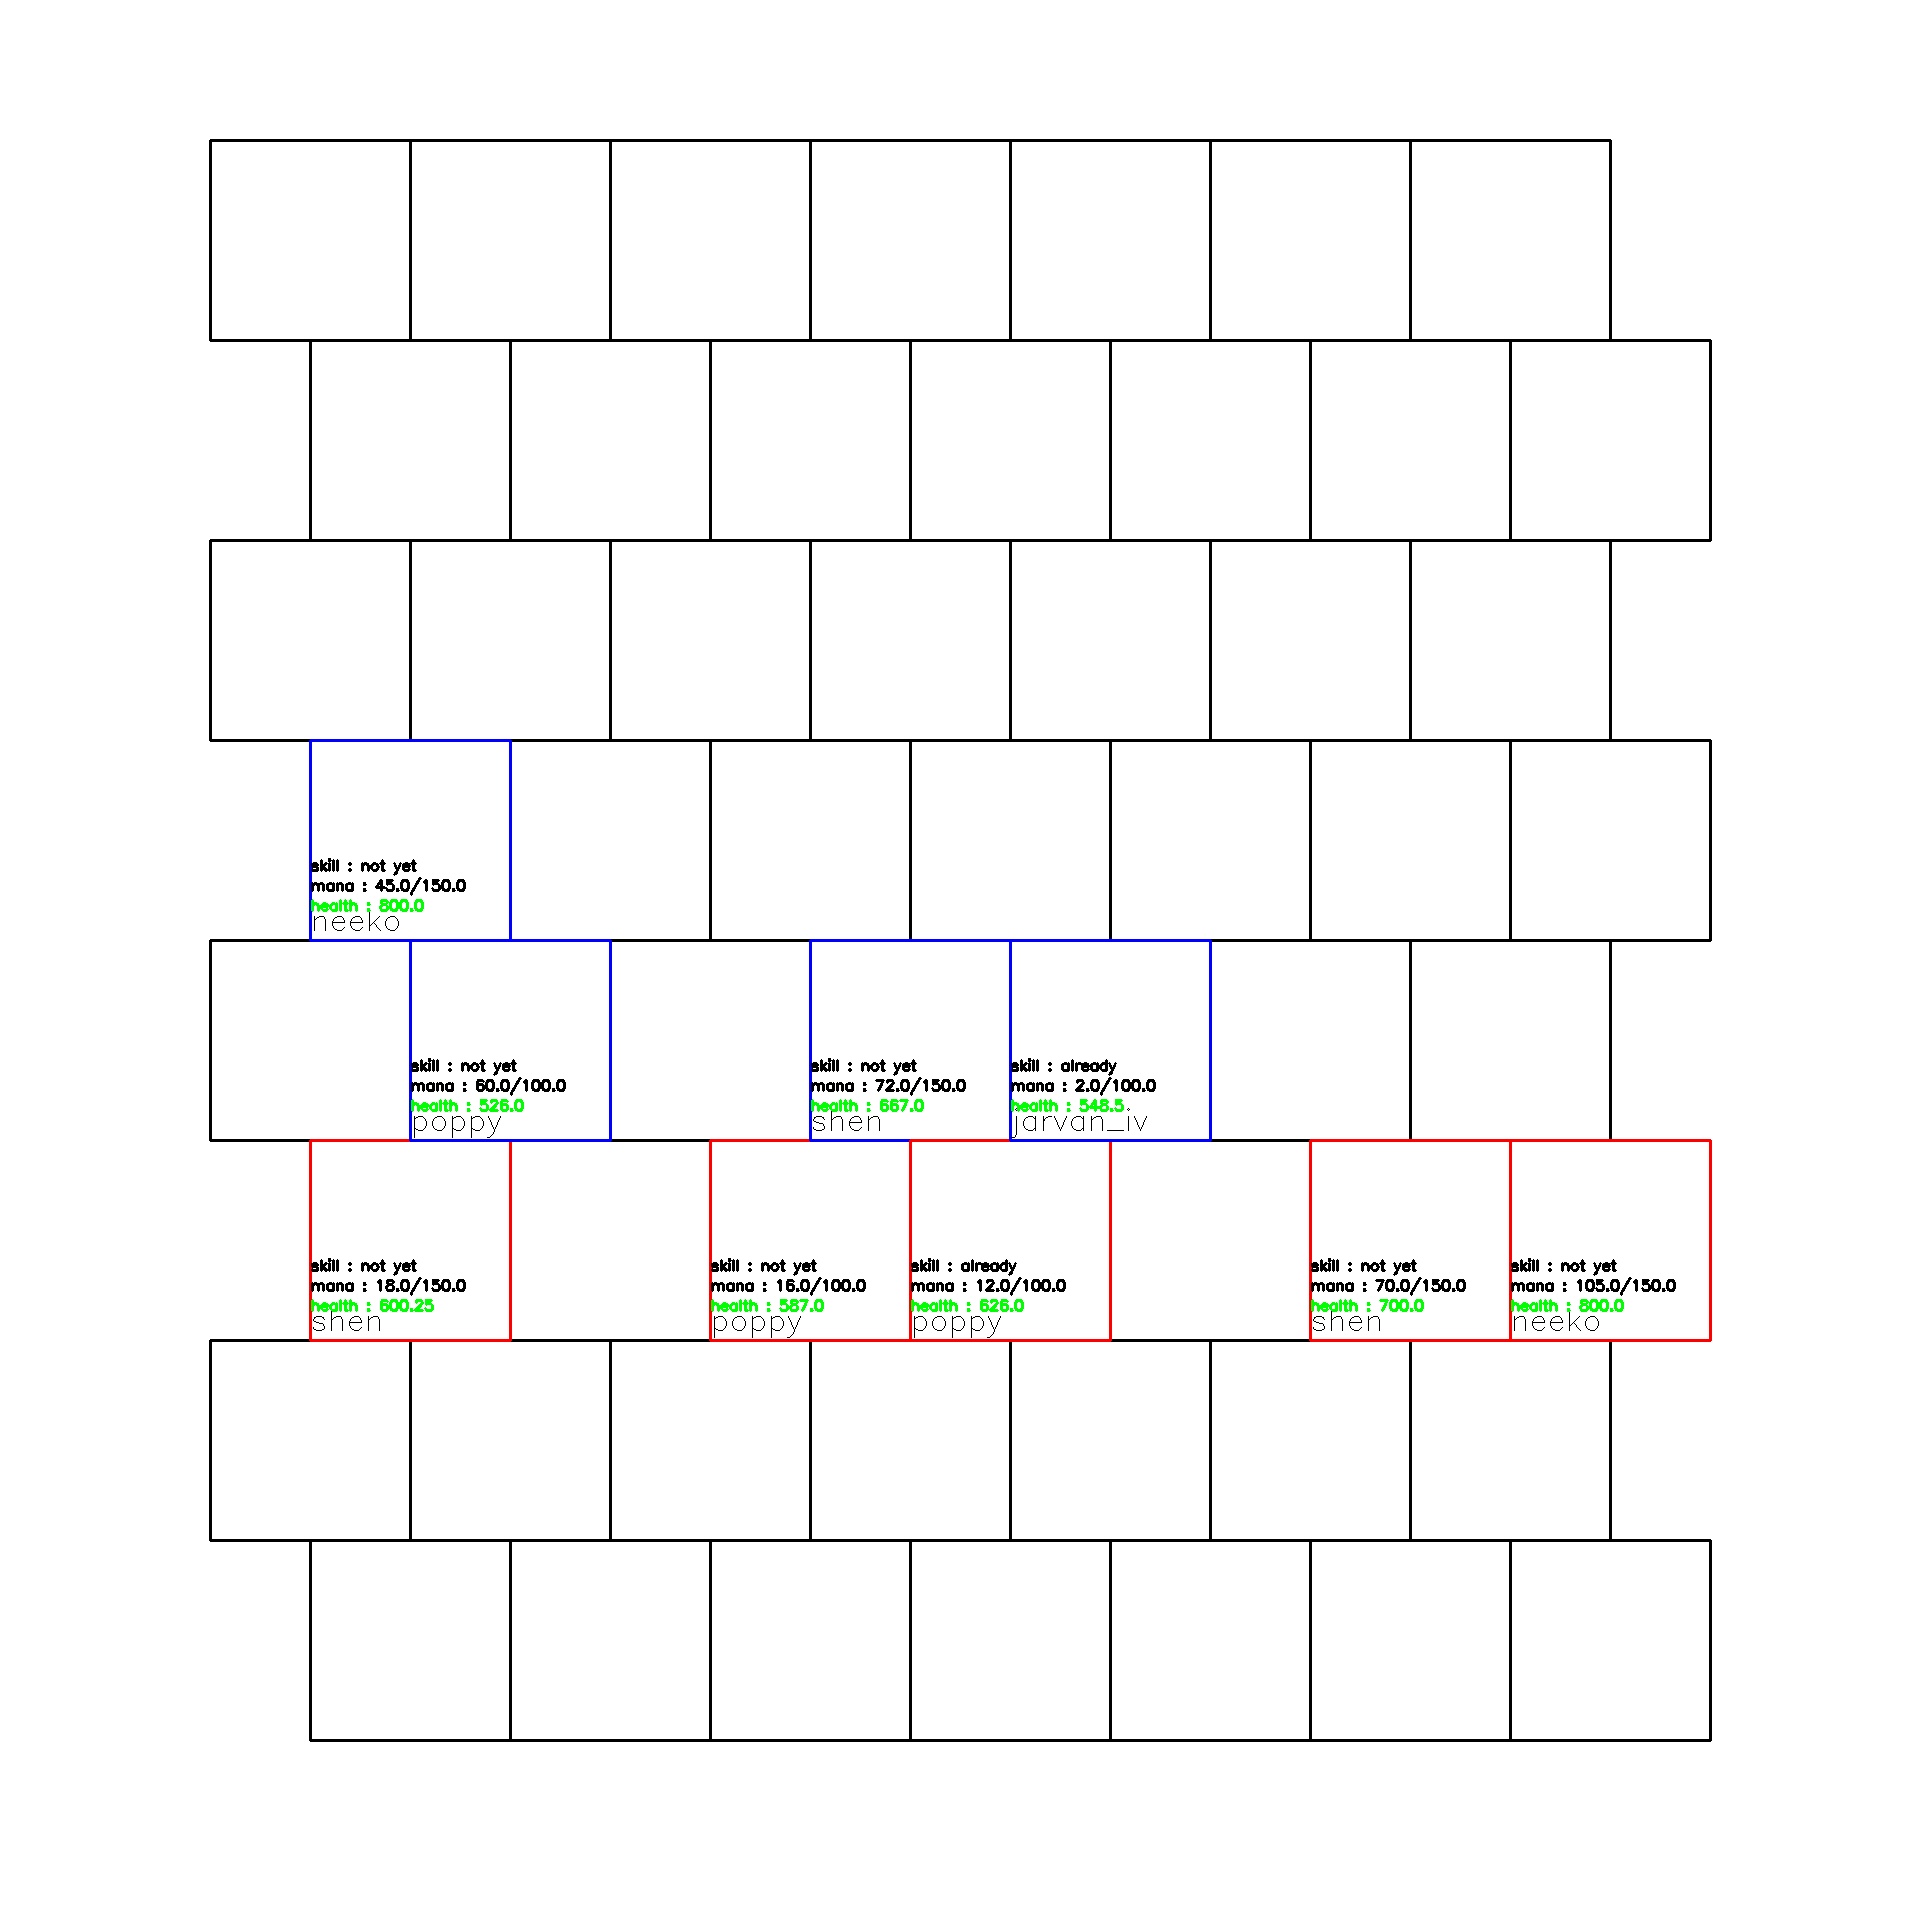 skill : not yet
mana : 45.0/150.0
health : 800.0
neeko
skill : not yet
mana : 60.0/100.0
health : 526.0
poppy
skill : not yet
mana : 72.0/150.0
health : 667.0
shen
skill : already
mana : 2.0/100.0
health : 548.5
jarvan_iv
skill : not yet
mana : 18.0/150.0
health : 600.25
shen
skill : not yet
mana : 16.0/100.0
health : 587.0
poppy
skill : already
mana : 12.0/100.0
health : 626.0
poppy
skill : not yet
mana : 70.0/150.0
health : 700.0
shen
skill : not yet
mana : 105.0/150.0
health : 800.0
neeko